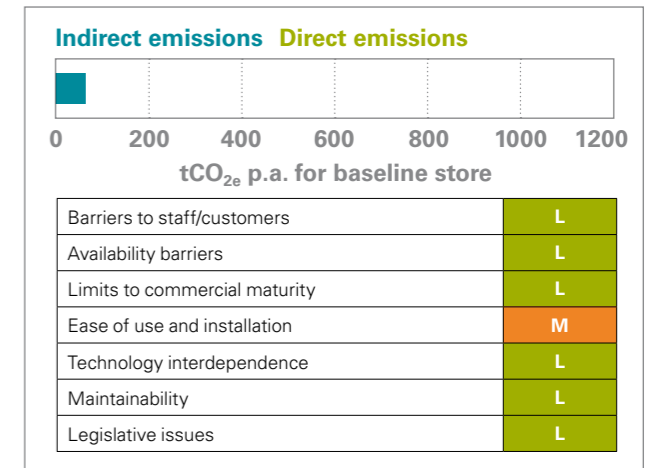 Indirect emissions Direct emissions
0 200 400 600 800 1000 1200
tCO2e p.a. for baseline store
Barriers to staff/customers L
Availability barriers L
Limits to commercial maturity L
Ease of use and installation M
Technology interdependence L
Maintainability L
Legislative issues L